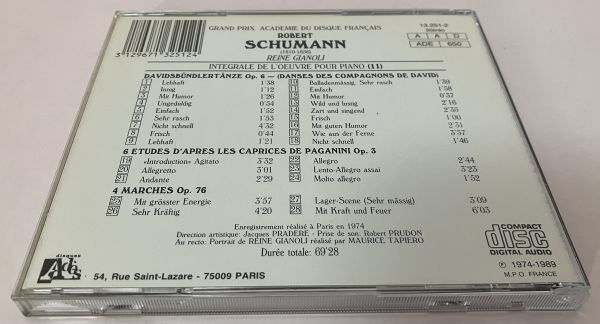 GRAND PRIX ACADEMIE DU DISQUE FRANÇAIS
13.251-2
Stéréo
A A D
ADE 650
3 129671 325124
ROBERT
SCHUMANN
(1810-1856)
REINE GIANOLI
INTEGRALE DE L'OEUVRE POUR PIANO (11)
DAVIDSBÜNDLERTÄNZE Op. 6 — (DANSES DES COMPAGNONS DE DAVID)
1 Lebhaft 1'38
2 Innig 1'12
3 Mit Humor 1'26
4 Ungeduldig 0'54
5 Einfach 1'52
6 Sehr rasch 1'53
7 Nicht schnell 4'32
8 Frisch 0'44
9 Lebhaft 1'21
10 Balladenmässig. Sehr rasch 1'39
11 Einfach 1'58
12 Mit Humor 0'37
13 Wild und lusig 2'16
14 Zart und singend 2'35
15 Frisch 1'00
16 Mit guten Humor 2'31
17 Wie aus der Ferne 3'37
18 Nicht schnell 1'46
6 ETUDES D'APRES LES CAPRICES DE PAGANINI Op. 3
19 «Introduction» Agitato 3'32
20 Allegretto 3'01
21 Andante 2'29
22 Allegro 2'44
23 Lento-Allegro assai 3'23
24 Molto allegro 1'52
4 MARCHES Op. 76
25 Mit grösster Energie 3'57
26 Sehr Kräftig 4'20
27 Lager-Scene (Sehr mässig) 3'09
28 Mit Kraft und Feuer 6'03
Enregistrement réalisé à Paris en 1974
Direction artistique: Jacques PRADERE - Prise de son: Robert PRUDON
Au recto: Portrait de REINE GIANOLI réalisé par MAURICE TAPIERO
Durée totale: 69'28
disques
Adès
54, Rue Saint-Lazare - 75009 PARIS
COMPACT
disc
DIGITAL AUDIO
℗ 1974-1989
M.P.O. FRANCE